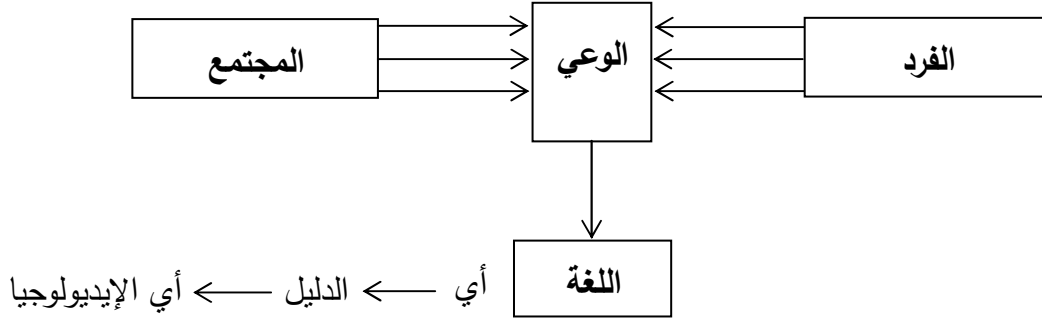 الفرد
الوعي
المجتمع
اللغة
أي ← الدليل ← أي الإيديولوجيا